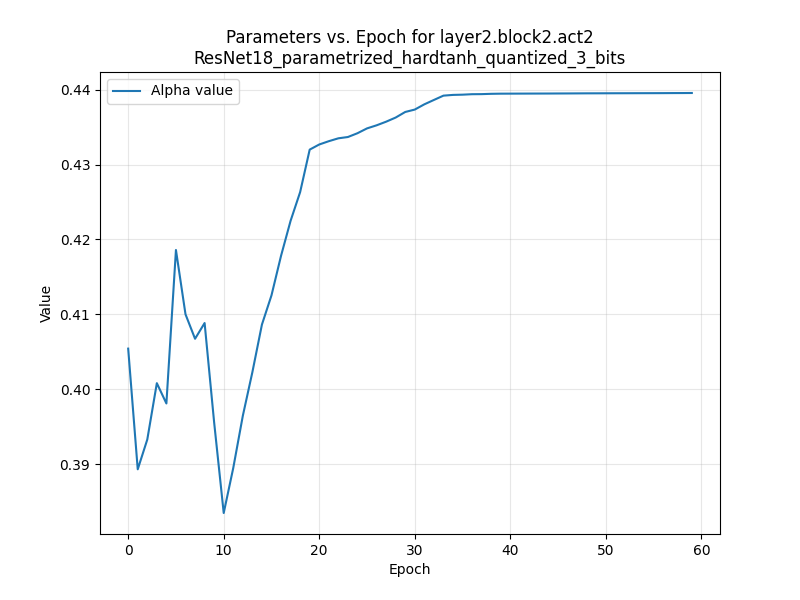 Parameters vs. Epoch for layer2.block2.act2
ResNet18_parametrized_hardtanh_quantized_3_bits
Alpha value
0.44
0.43
0.42
0.41
0.40
0.39
Value
0
10
20
30
40
50
60
Epoch